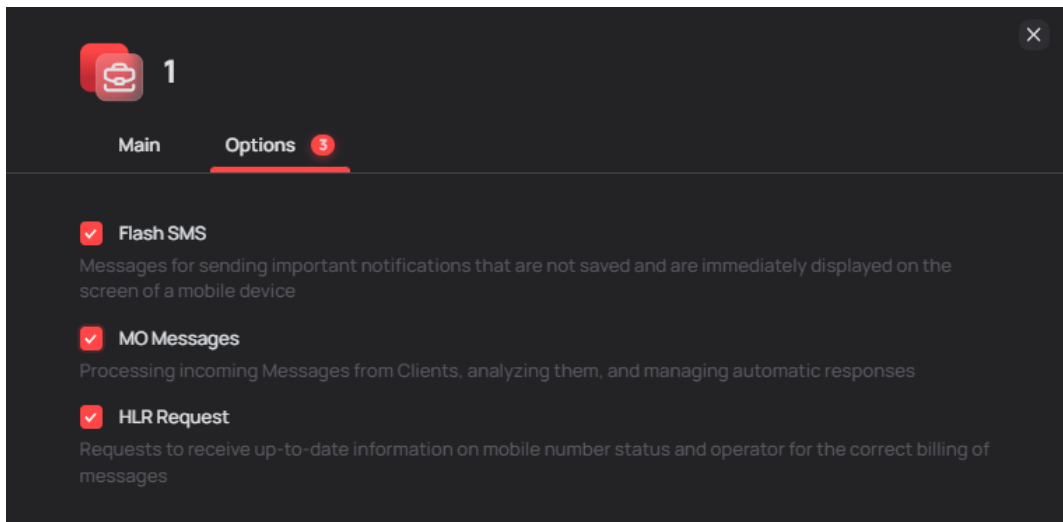 1
Main
Options 3
Flash SMS
Messages for sending important notifications that are not saved and are immediately displayed on the
screen of a mobile device
MO Messages
Processing incoming Messages from Clients, analyzing them, and managing automatic responses
HLR Request
Requests to receive up-to-date information on mobile number status and operator for the correct billing of
messages